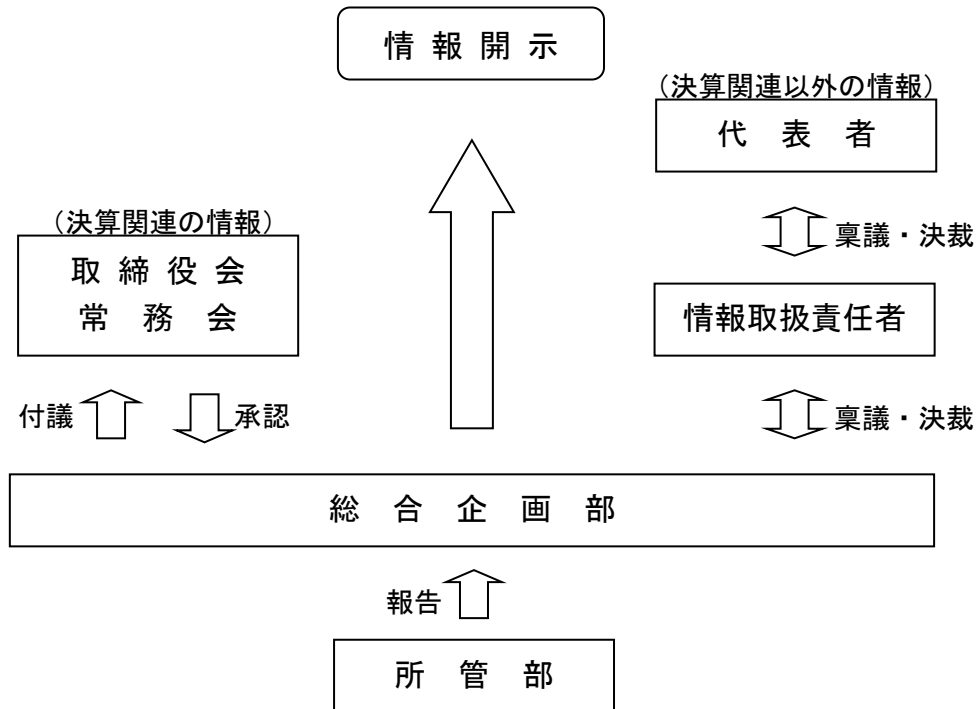 情 報 開 示
（決算関連以外の情報）
代 表 者
稟議・決裁
（決算関連の情報）
取 締 役 会
常 務 会
情報取扱責任者
付議
承認
稟議・決裁
総 合 企 画 部
報告
所 管 部